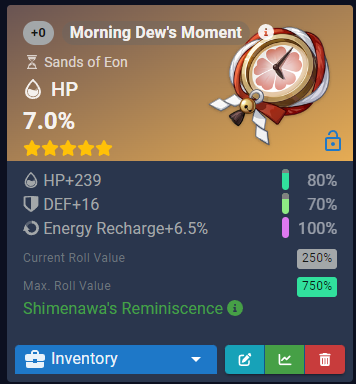 +0 Morning Dew's Moment
Sands of Eon
HP
7.0%
HP+239 80%
DEF+16 70%
Energy Recharge+6.5% 100%
Current Roll Value 250%
Max. Roll Value 750%
Shimenawa's Reminiscence
Inventory